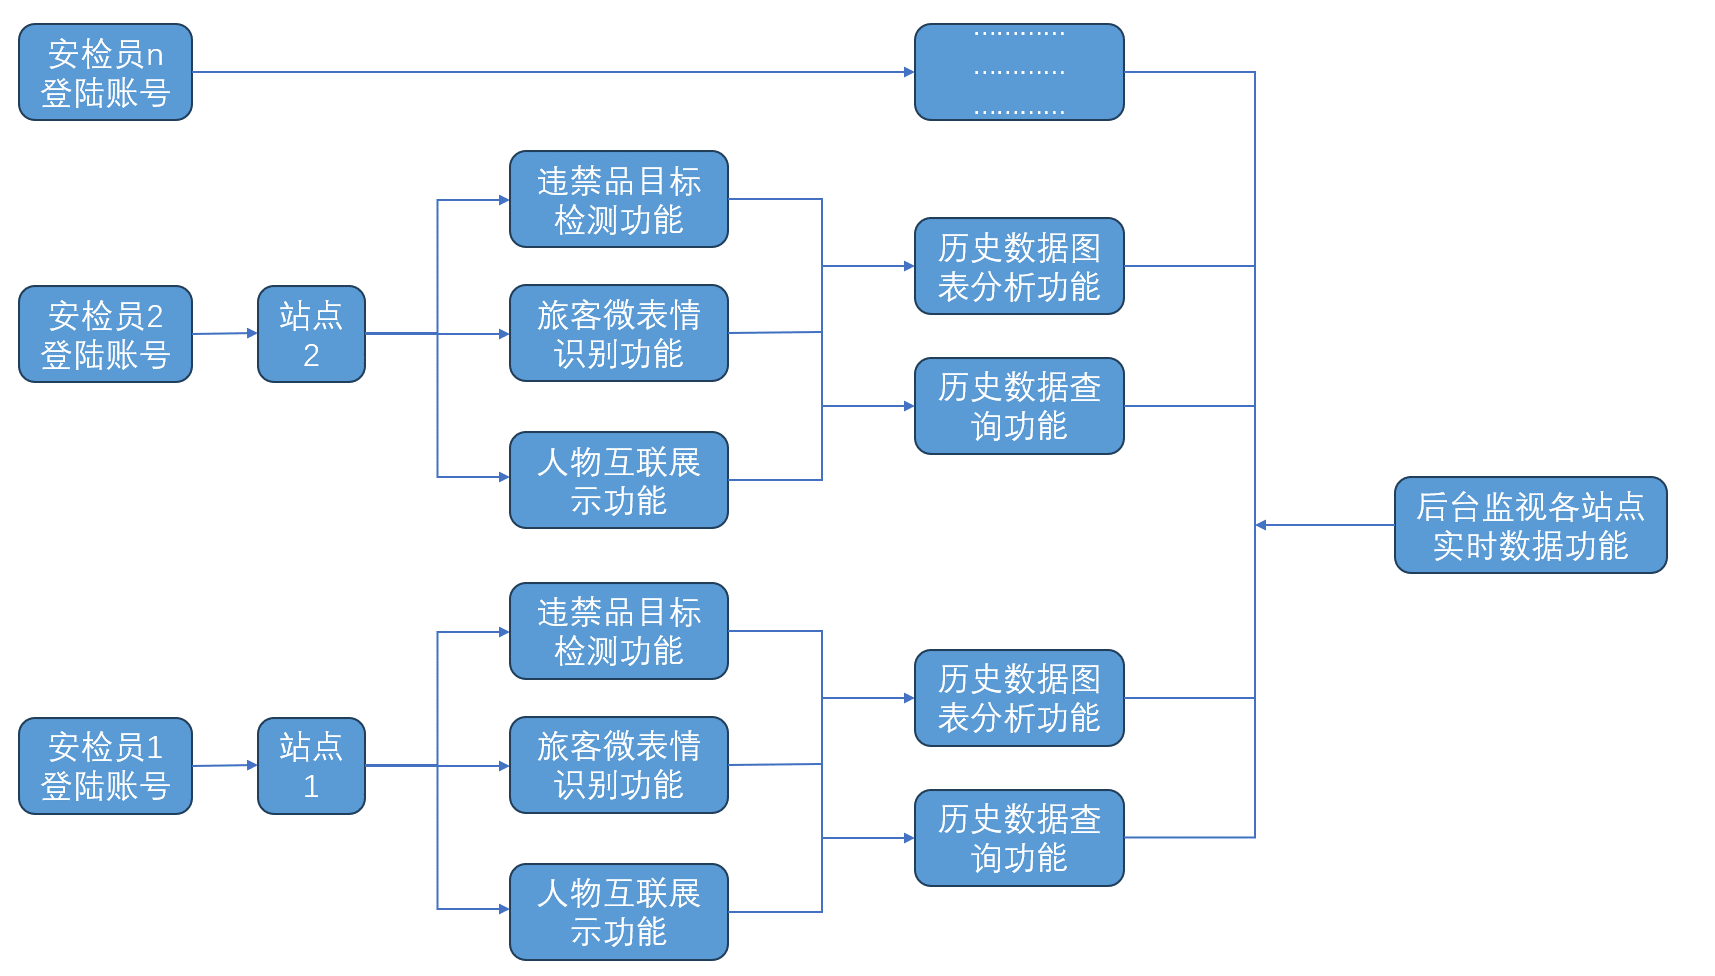 安检员n
登陆账号
…………
…………
…………
违禁品目标
检测功能
历史数据图
表分析功能
安检员2
登陆账号
站点
2
旅客微表情
识别功能
历史数据查
询功能
人物互联展
示功能
后台监视各站点
实时数据功能
违禁品目标
检测功能
历史数据图
表分析功能
安检员1
登陆账号
站点
1
旅客微表情
识别功能
历史数据查
询功能
人物互联展
示功能